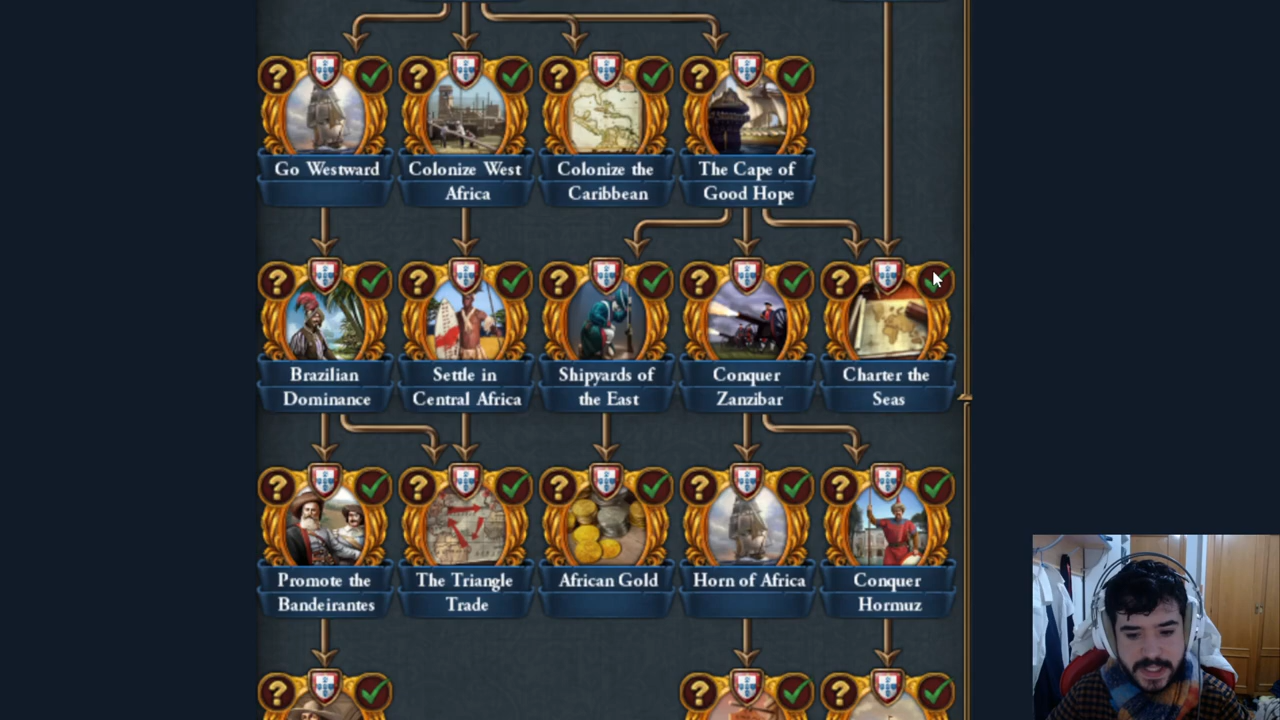 Go Westward
Colonize West
Africa
Colonize the
Caribbean
The Cape of
Good Hope
Brazilian
Dominance
Settle in
Central Africa
Shipyards of
the East
Conquer
Zanzibar
Charter the
Seas
Promote the
Bandeirantes
The Triangle
Trade
African Gold
Horn of Africa
Conquer
Hormuz